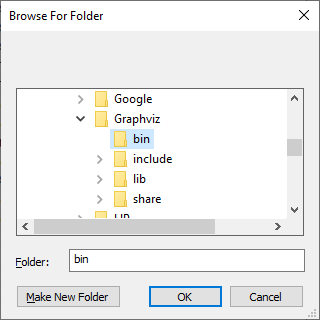 Browse For Folder
Google
Graphviz
bin
include
lib
share
Folder:
bin
Make New Folder
OK
Cancel